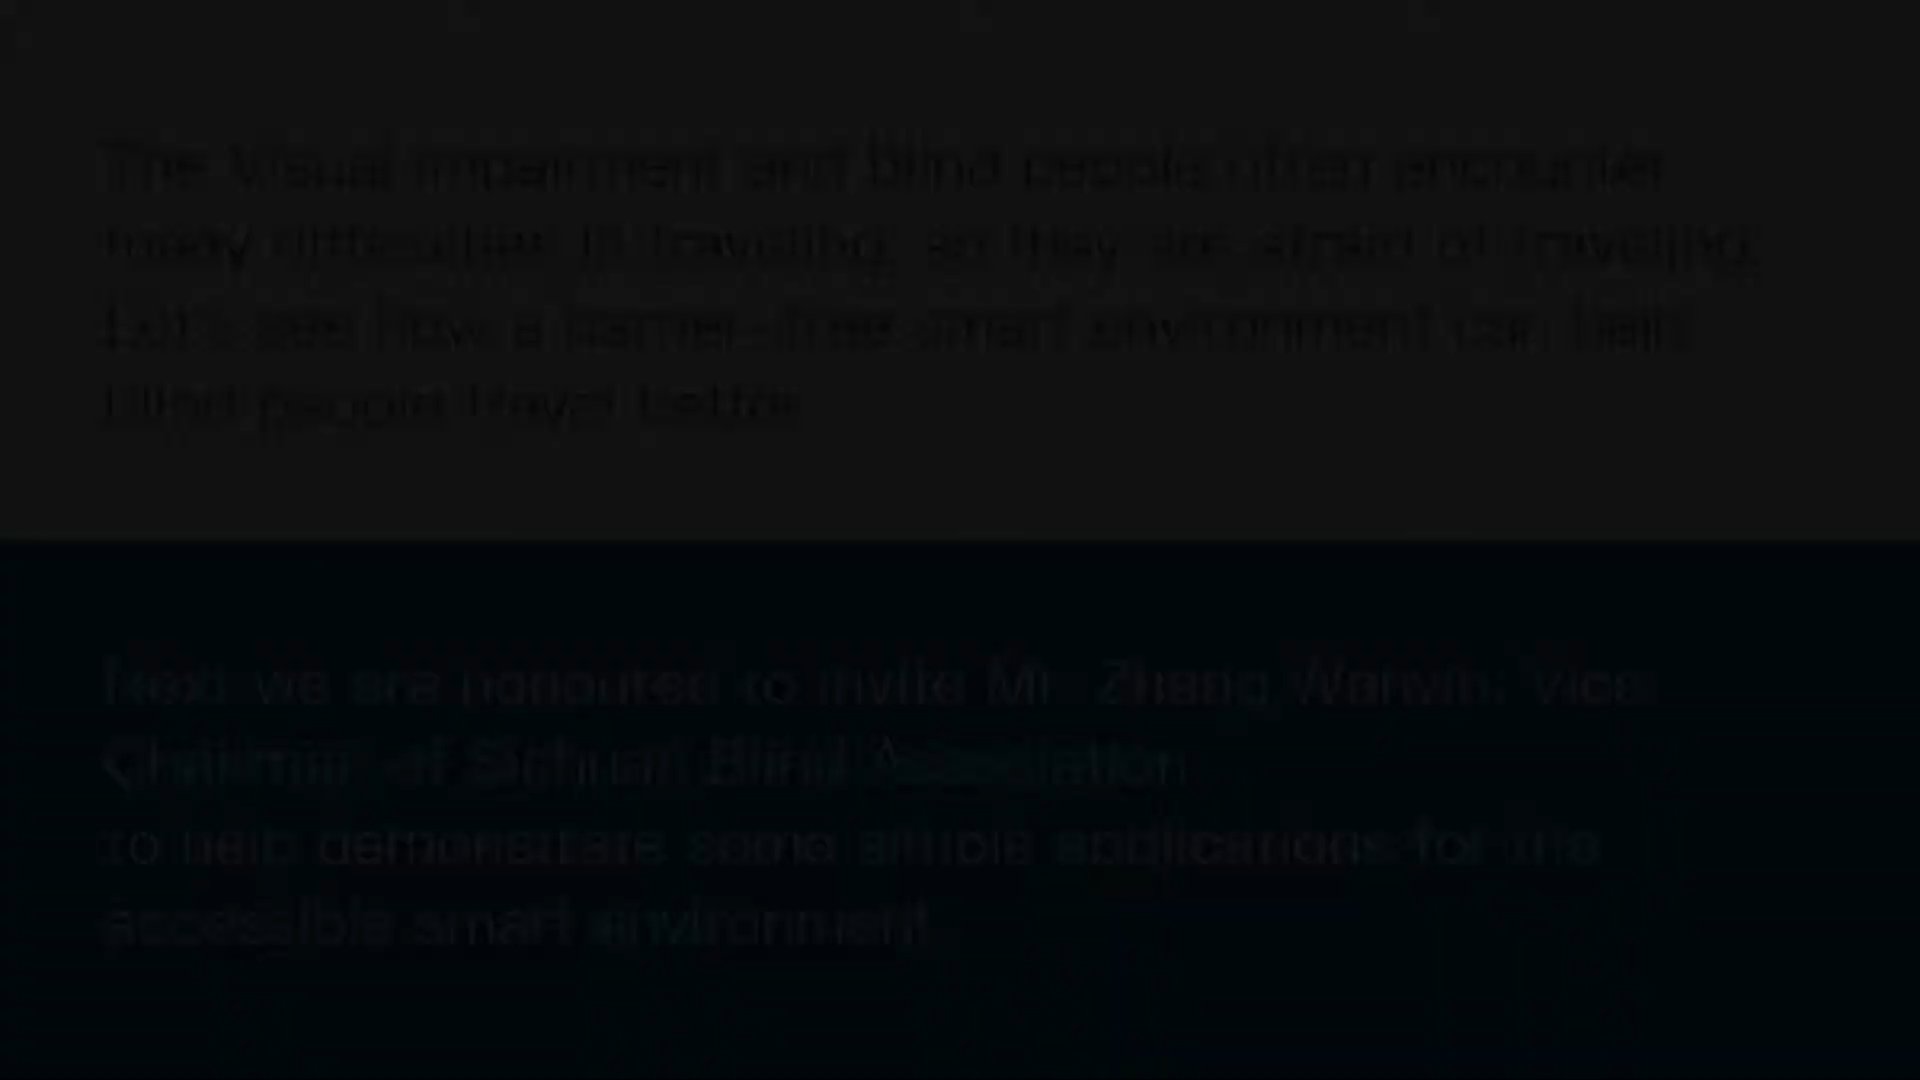 The Visual impairment and blind people often encounter
many difficulties in traveling, so they are afraid of traveling.
Let's see how a barrier-free smart environment can help
blind people travel better.
Next we are honoured to invite Mr. Zhang Vice
Chairman of Sichuan Blind Association
to help demonstrate some simple applications for the
accessible smart environment.